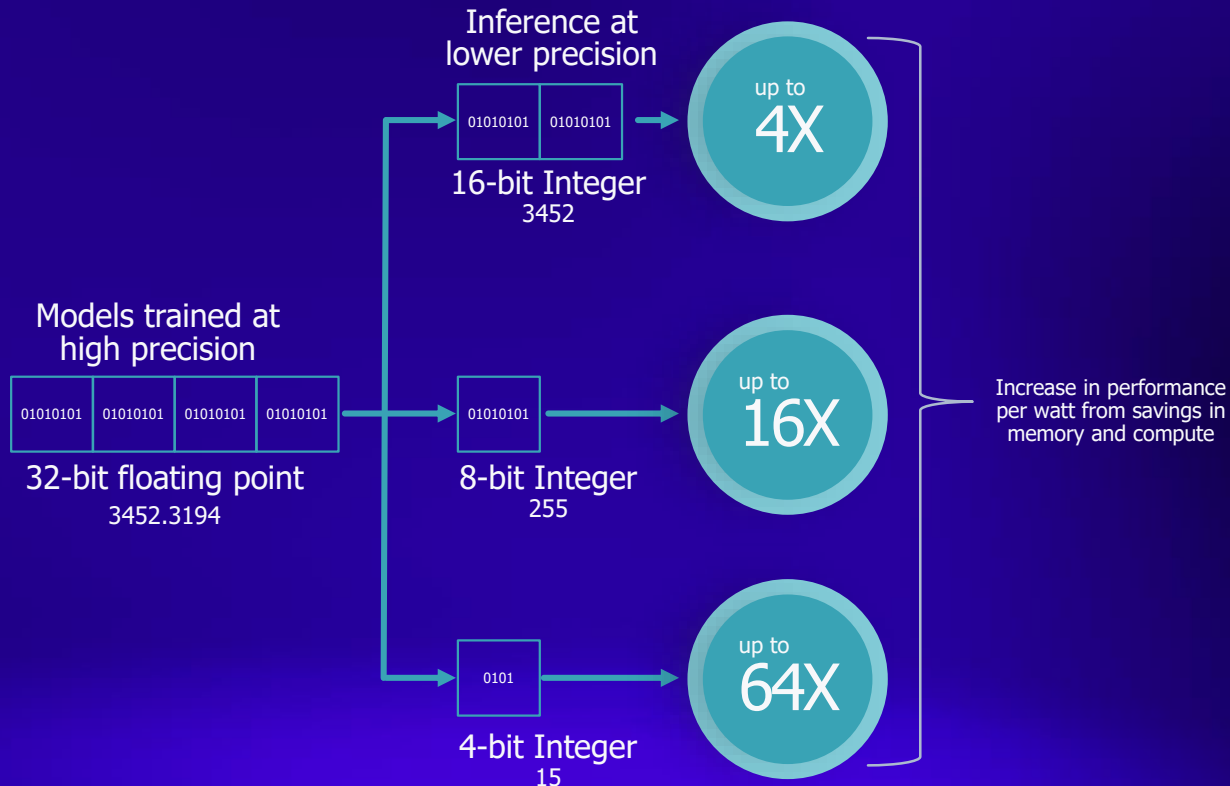 Models trained at
high precision
01010101 01010101 01010101 01010101
32-bit floating point
3452.3194
Inference at
lower precision
01010101 01010101
16-bit Integer
3452
up to
4X
01010101
8-bit Integer
255
up to
16X
0101
4-bit Integer
15
up to
64X
Increase in performance
per watt from savings in
memory and compute